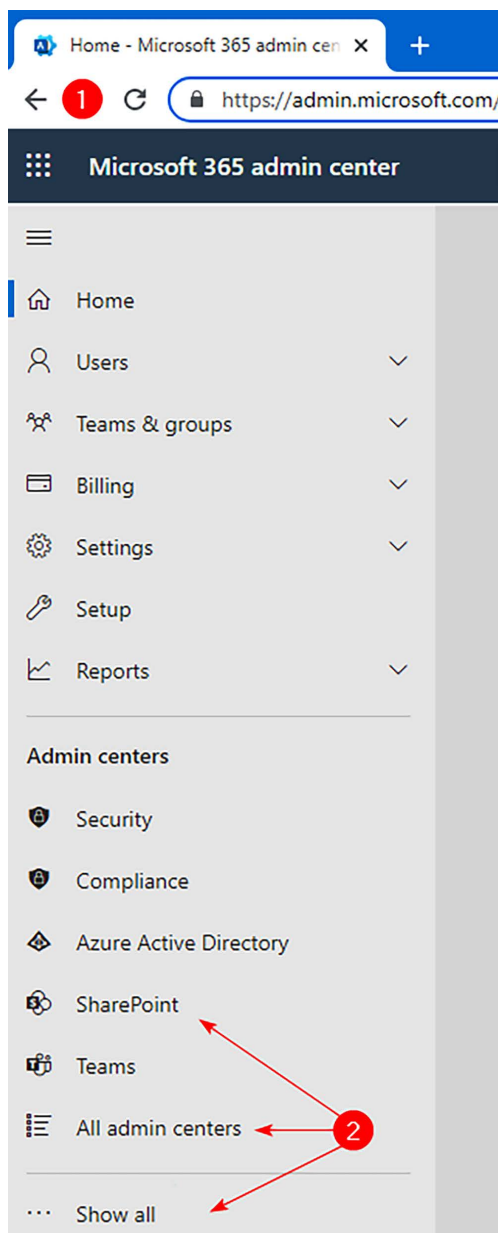 Home - Microsoft 365 admin cen
1
https://admin.microsoft.com/
Microsoft 365 admin center
Home
Users
Teams & groups
Billing
Settings
Setup
Reports
Admin centers
Security
Compliance
Azure Active Directory
SharePoint
Teams
All admin centers
2
Show all